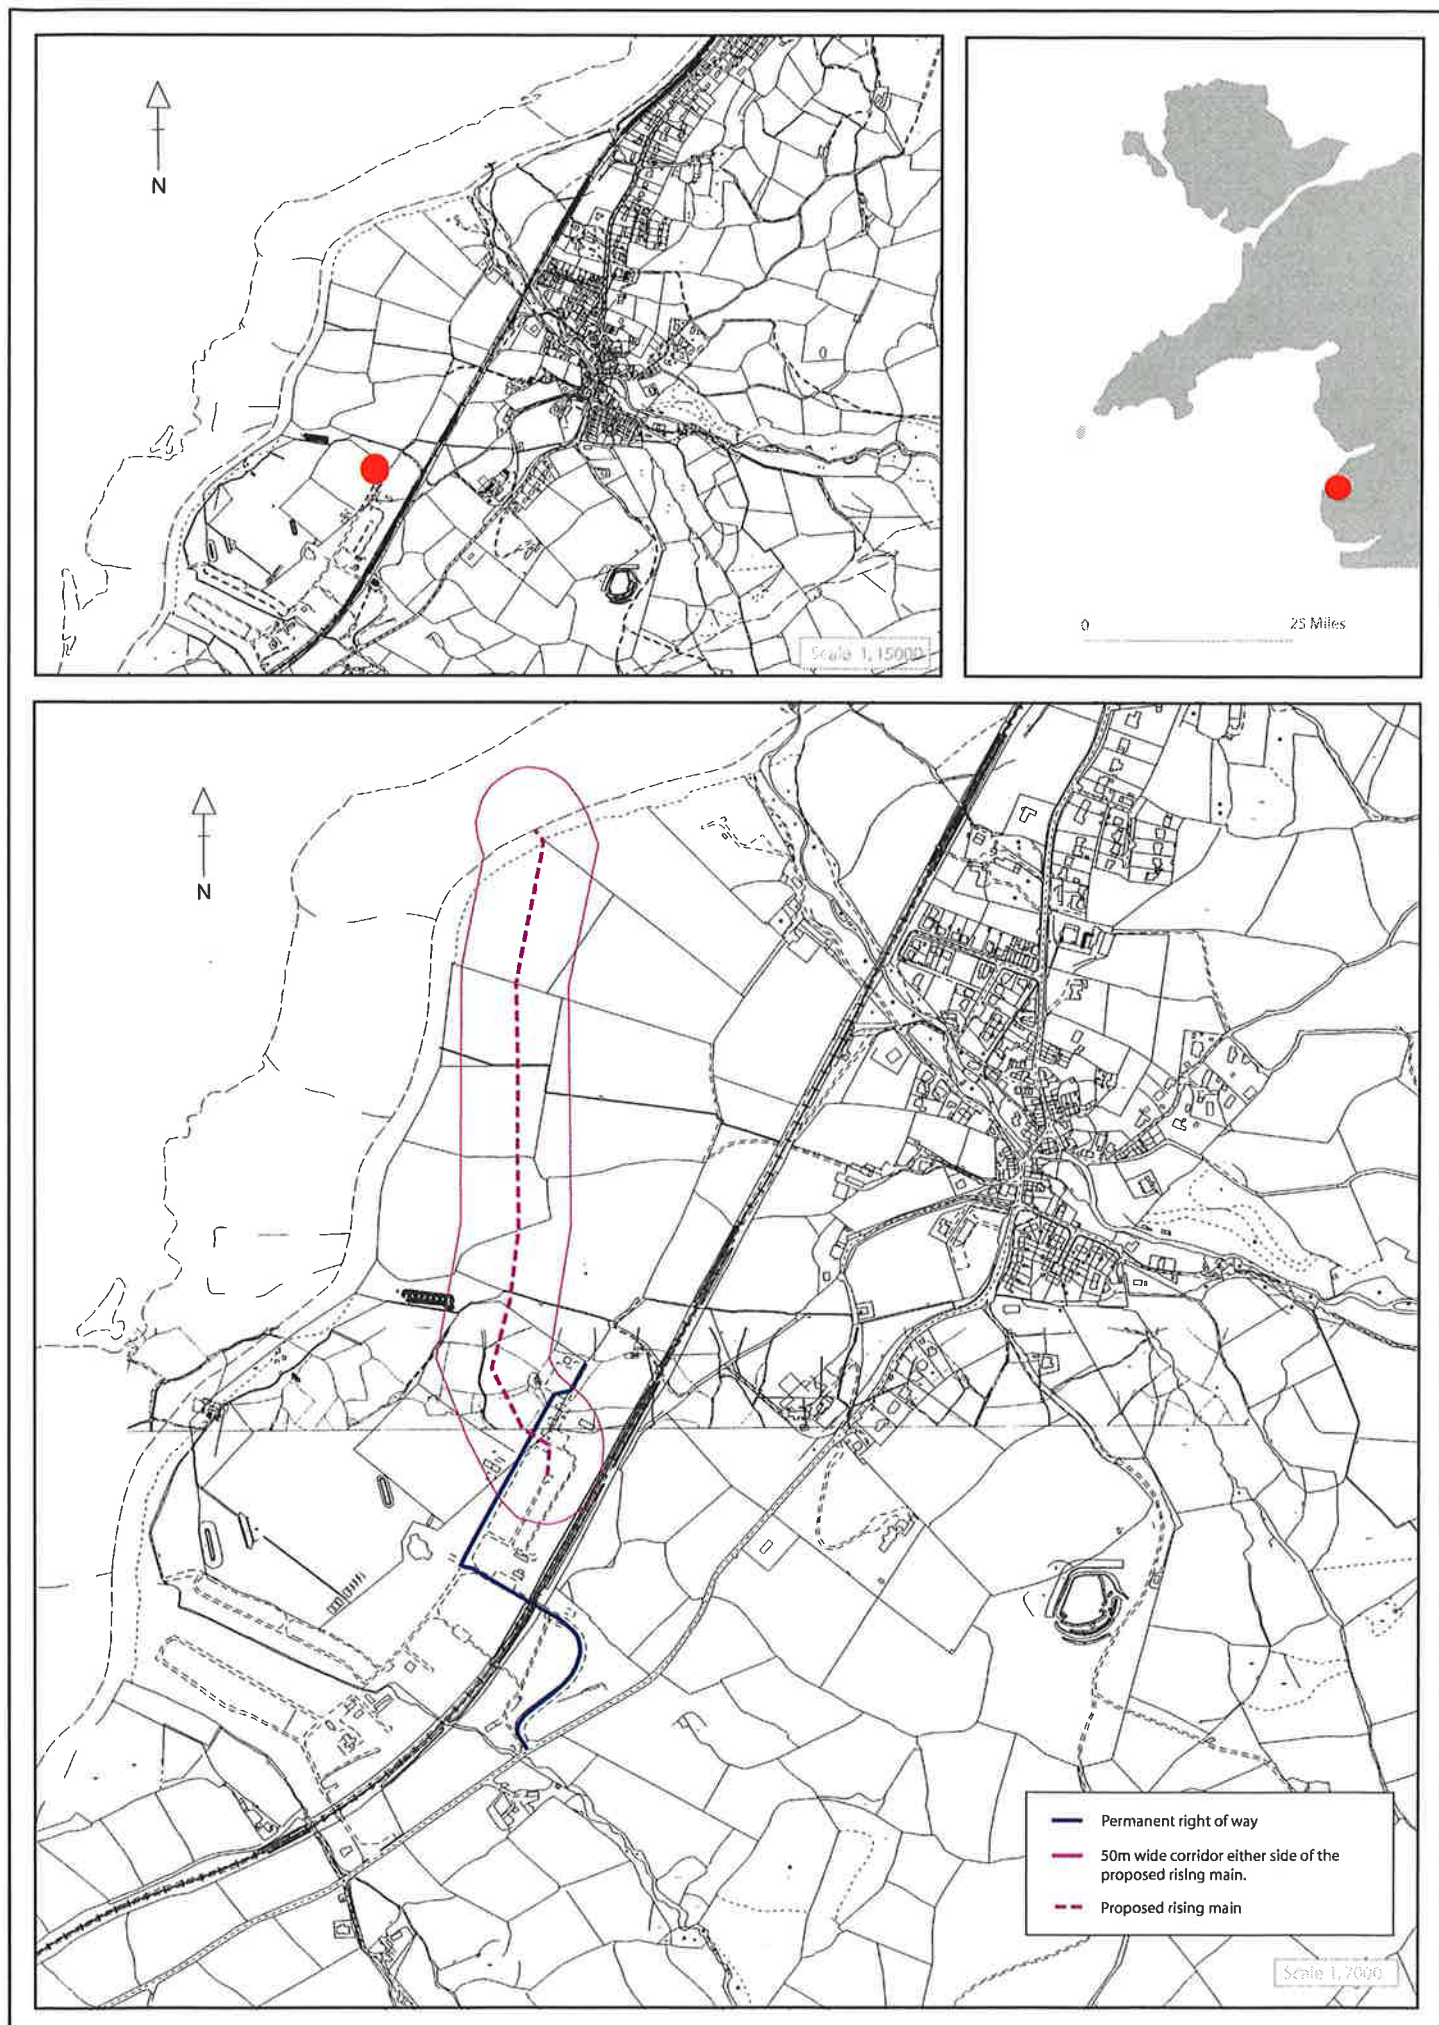 N
Scale 1:15000
0
25 Miles
N
Permanent right of way
50m wide corridor either side of the
proposed rising main.
Proposed rising main
Scale 1:7000